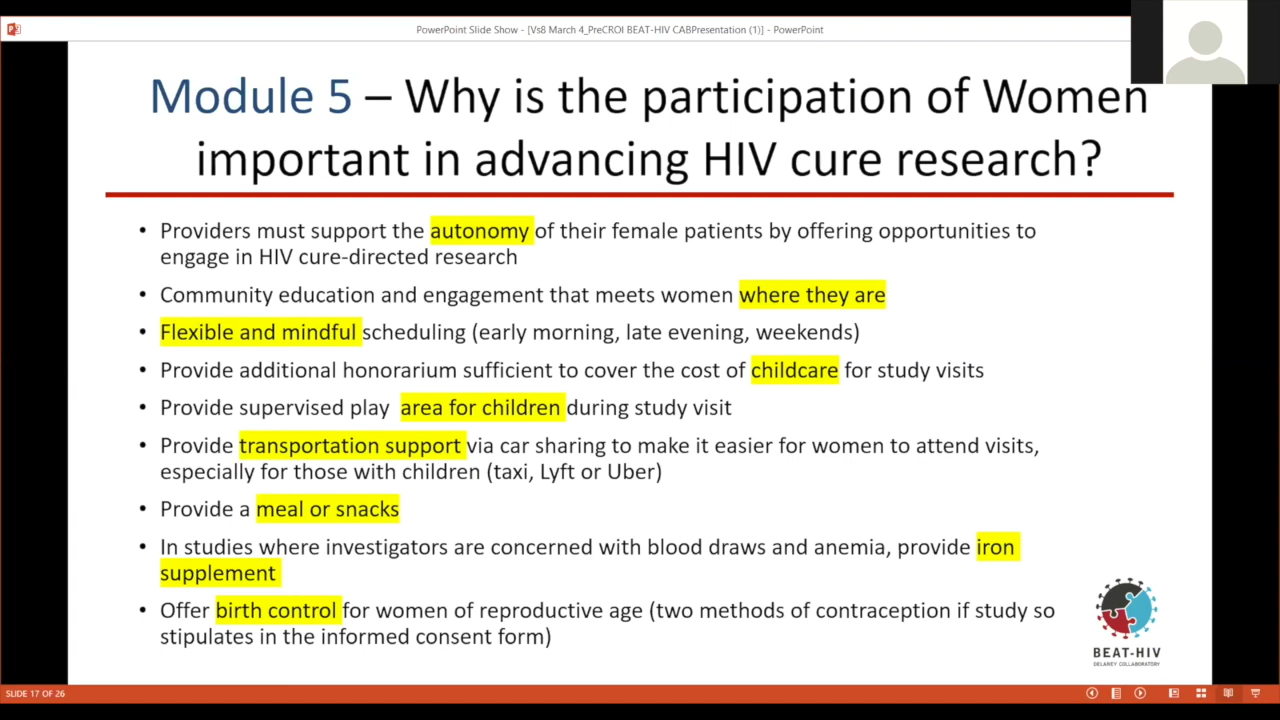 PowerPoint Slide Show - [Vs8 March 4_PreCROI BEAT-HIV CABPresentation (1)] - PowerPoint
Module 5 – Why is the participation of Women
important in advancing HIV cure research?
• Providers must support the autonomy of their female patients by offering opportunities to
engage in HIV cure-directed research
• Community education and engagement that meets women where they are
• Flexible and mindful scheduling (early morning, late evening, weekends)
• Provide additional honorarium sufficient to cover the cost of childcare for study visits
• Provide supervised play area for children during study visit
• Provide transportation support via car sharing to make it easier for women to attend visits,
especially for those with children (taxi, Lyft or Uber)
• Provide a meal or snacks
• In studies where investigators are concerned with blood draws and anemia, provide iron
supplement
• Offer birth control for women of reproductive age (two methods of contraception if study so
stipulates in the informed consent form)
BEAT-HIV
DELANEY COLLABORATORY
SLIDE 17 OF 26